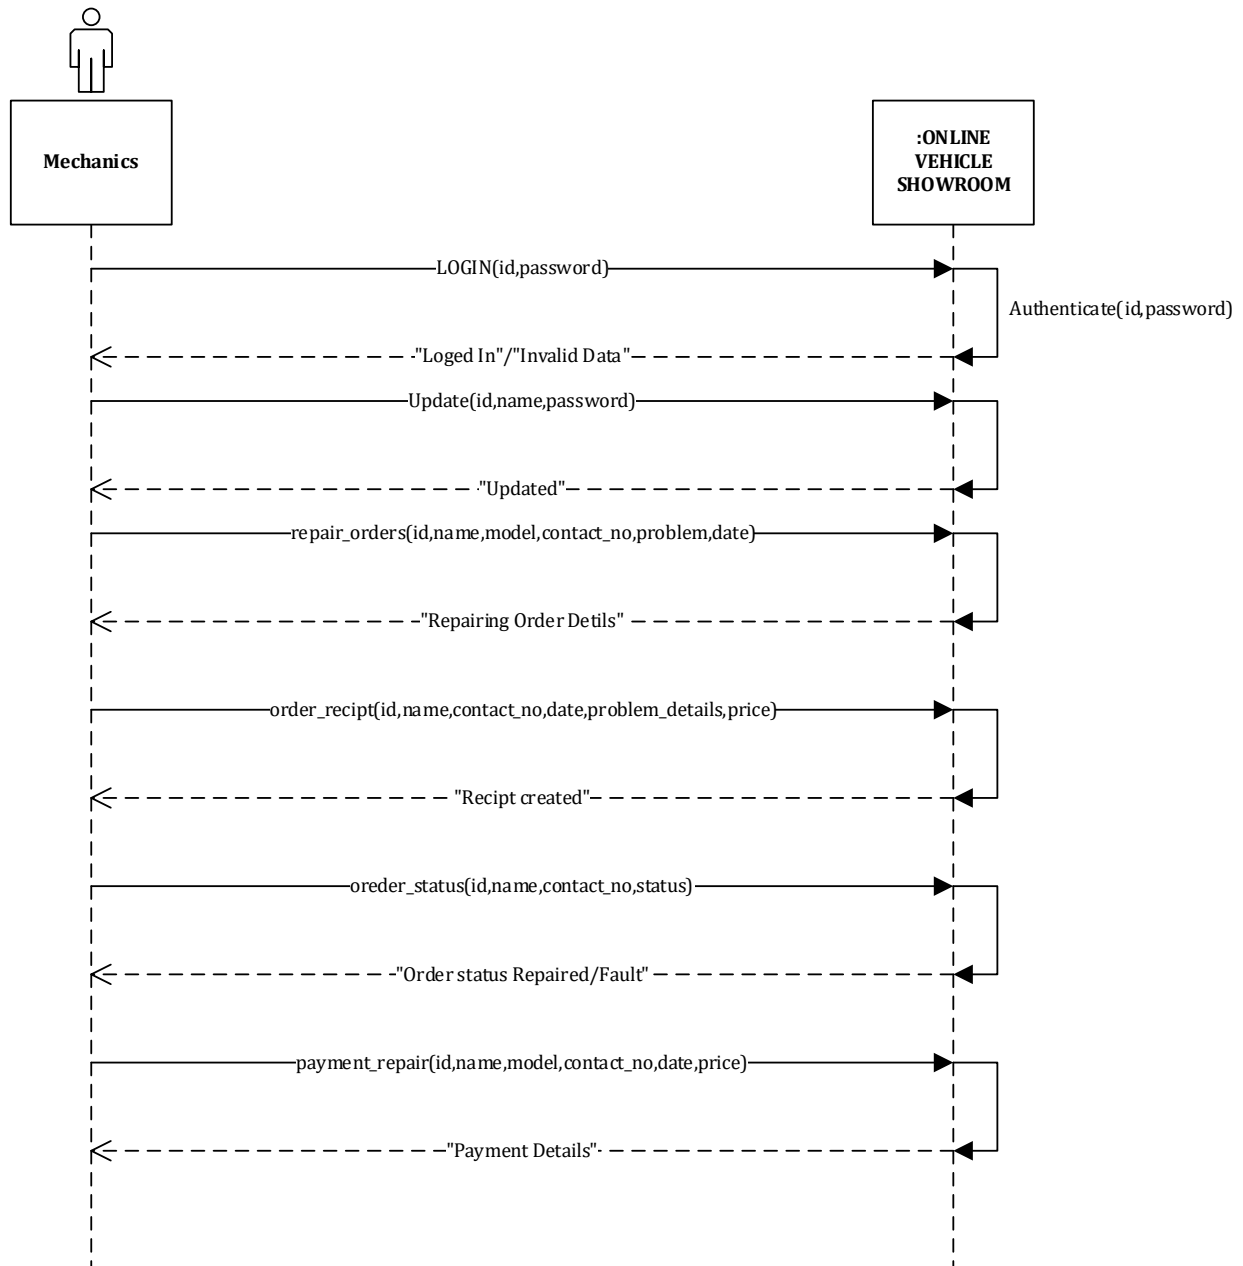 Mechanics
:ONLINE
VEHICLE
SHOWROOM
LOGIN(id,password)
Authenticate(id,password)
"Loged In"/"Invalid Data"
Update(id,name,password)
"Updated"
repair_orders(id,name,model,contact_no,problem,date)
"Repairing Order Detils"
order_recipt(id,name,contact_no,date,problem_details,price)
"Recipt created"
oreder_status(id,name,contact_no,status)
"Order status Repaired/Fault"
payment_repair(id,name,model,contact_no,date,price)
"Payment Details"